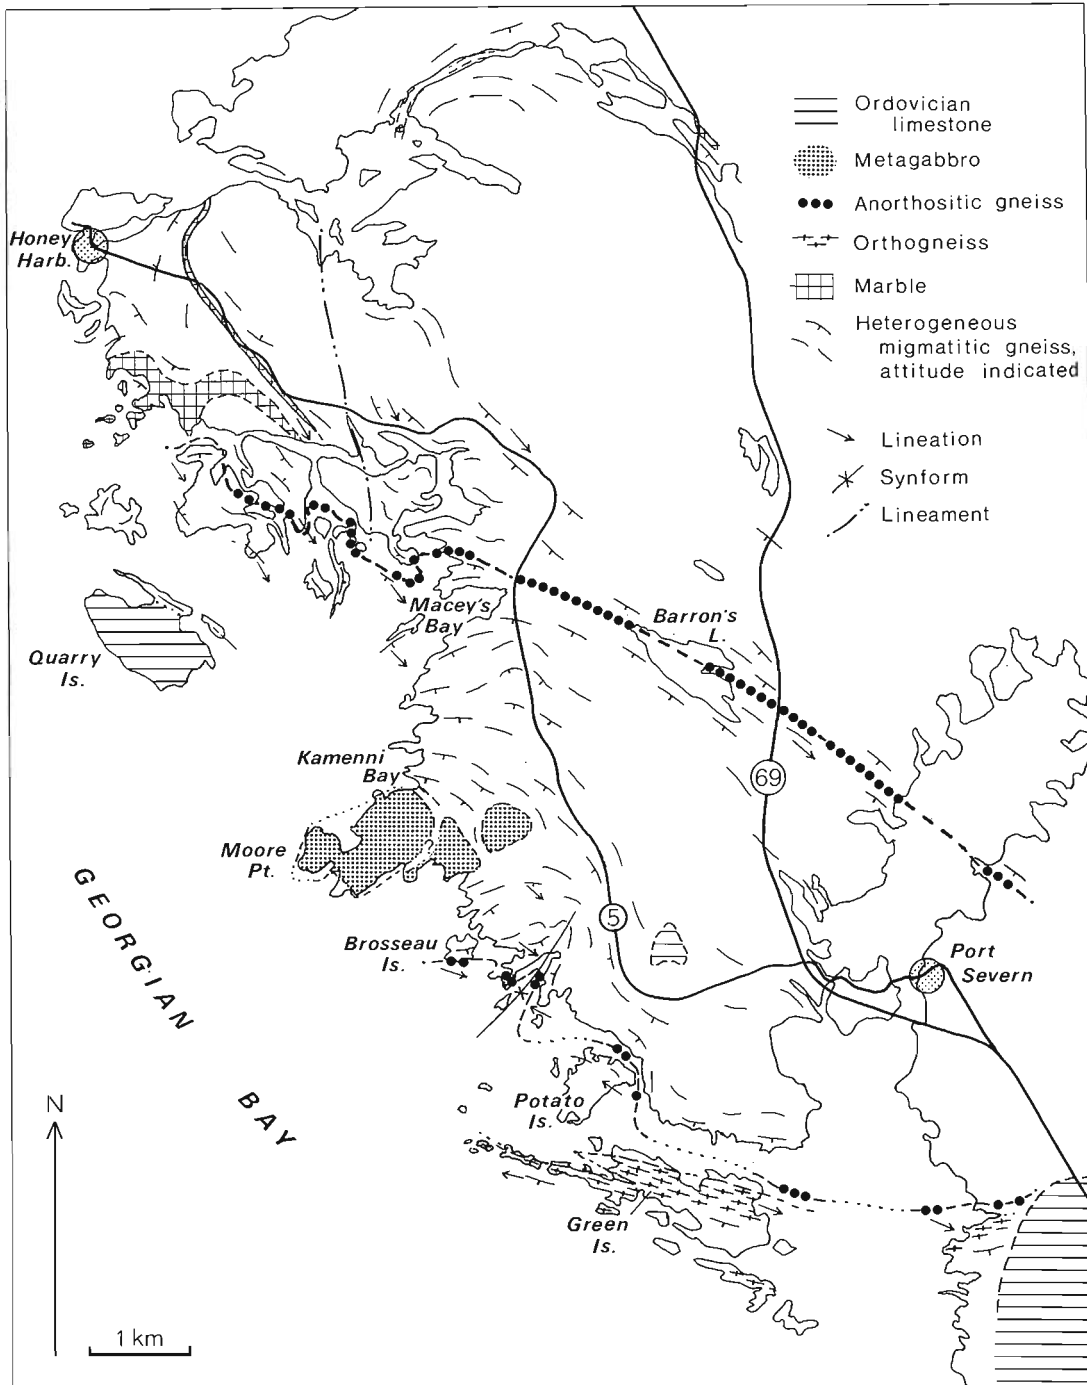 Ordovician
limestone
Metagabbro
Anorthositic gneiss
Orthogneiss
Marble
Heterogeneous
migmatitic gneiss,
attitude indicated
Lineation
Synform
Lineament
Honey
Harb.
Macey's
Bay
Barron's
L.
Quarry
Is.
Kamenni
Bay
69
Moore
Pt.
5
Brosseau
Is.
Port
Severn
GEORGIAN
BAY
Potato
Is.
Green
Is.
N
1 km